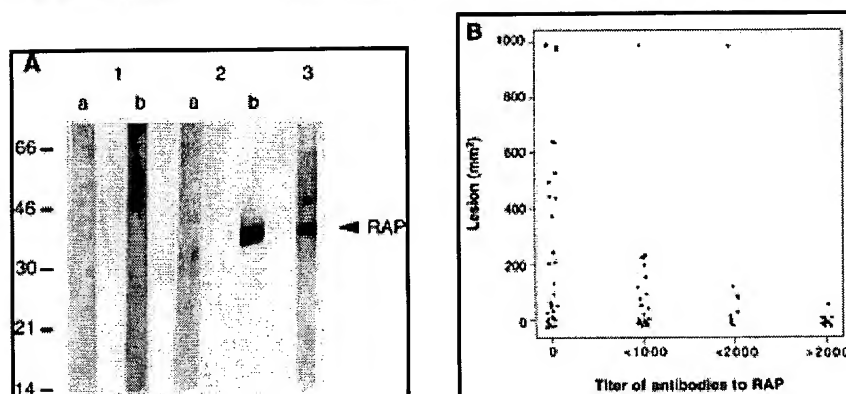 A
1 2 3
a b a b
66
46
RAP
30
21
14
B
1000
800
600
400
200
0
Lesion (mm²)
0 <1000 <2000 >2000
Titer of antibodies to RAP